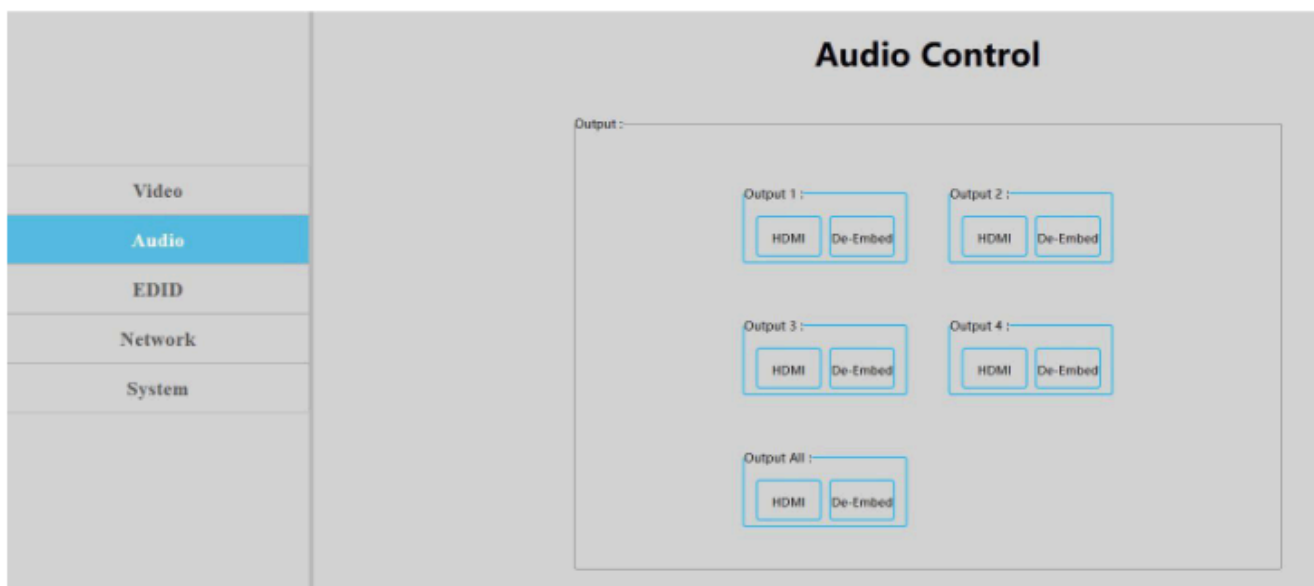 Audio Control
Video
Audio
EDID
Network
System
Output :
Output 1 :
HDMI De-Embed
Output 2 :
HDMI De-Embed
Output 3 :
HDMI De-Embed
Output 4 :
HDMI De-Embed
Output All :
HDMI De-Embed